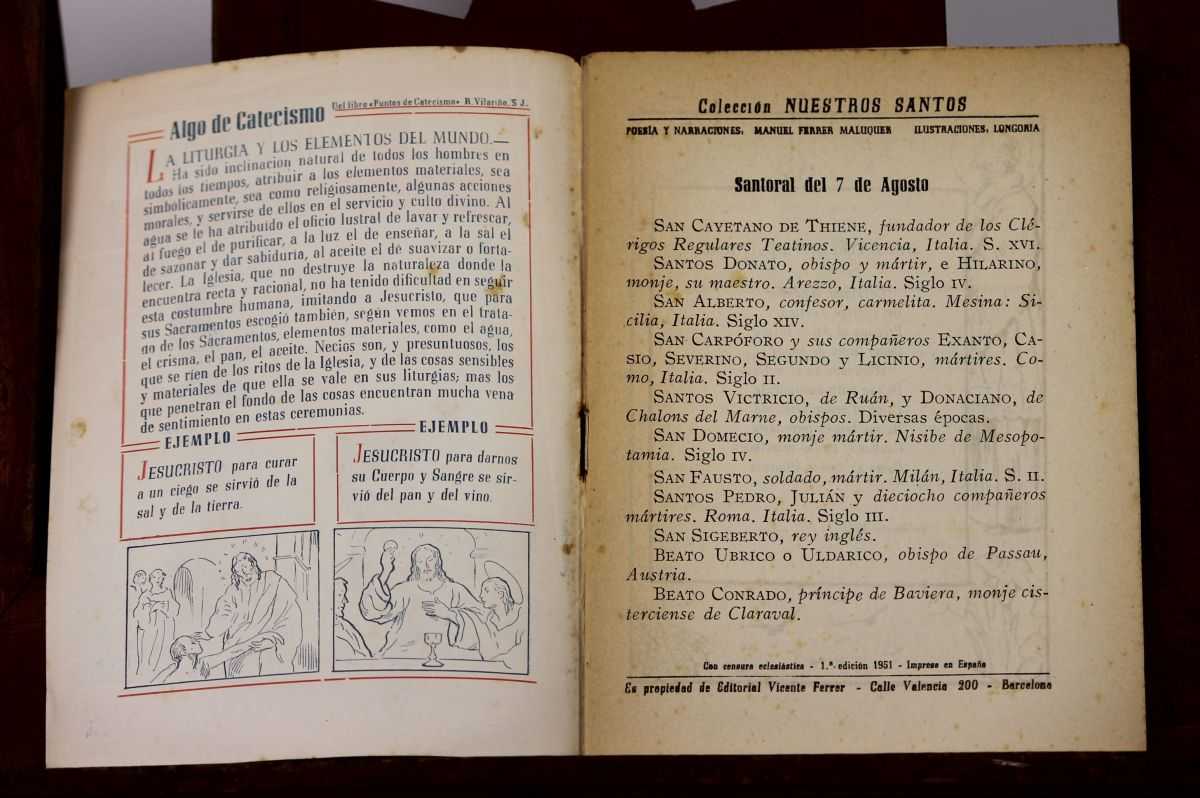 Algo de Catecismo
Del libro «Puntos de Catecismo» R. Vilariño, S J.
LA LITURGIA Y LOS ELEMENTOS DEL MUNDO.—
Ha sido inclinación natural de todos los hombres en
todos los tiempos, atribuir a los elementos materiales, sea
simbólicamente, sea como religiosamente, algunas acciones
morales, y servirse de ellos en el servicio y culto divino. Al
agua se le ha atribuído el oficio lustral de lavar y refrescar,
al fuego el de purificar, a la luz el de enseñar, a la sal el
de sazonar y dar sabiduría, al aceite el de suavizar o forta-
lecer. La Iglesia, que no destruye la naturaleza donde la
encuentra recta y racional, no ha tenido dificultad en seguir
esta costumbre humana, imitando a Jesucristo, que para
sus Sacramentos escogió también, según vemos en el trata-
do de los Sacramentos, elementos materiales, como el agua,
el crisma, el pan, el aceite. Necios son, y presuntuosos, los
que se ríen de los ritos de la Iglesia, y de las cosas sensibles
y materiales de que ella se vale en sus liturgias; mas los
que penetran el fondo de las cosas encuentran mucha vena
de sentimiento en estas ceremonias.
EJEMPLO
JESUCRISTO para curar
a un ciego se sirvió de la
sal y de la tierra.
EJEMPLO
JESUCRISTO para darnos
su Cuerpo y Sangre se sir-
vió del pan y del vino.
Colección NUESTROS SANTOS
POESÍA Y NARRACIONES, MANUEL FERRER MALUQUER ILUSTRACIONES, LONGORIA
Santoral del 7 de Agosto
SAN CAYETANO DE THIENE, fundador de los Clé-
rigos Regulares Teatinos. Vicencia, Italia. S. XVI.
SANTOS DONATO, obispo y mártir, e HILARINO,
monje, su maestro. Arezzo, Italia. Siglo IV.
SAN ALBERTO, confesor, carmelita. Mesina: Si-
cilia, Italia. Siglo XIV.
SAN CARPÓFORO y sus compañeros EXANTO, CA-
SIO, SEVERINO, SEGUNDO y LICINIO, mártires. Co-
mo, Italia. Siglo II.
SANTOS VICTRICIO, de Ruán, y DONACIANO, de
Chalons del Marne, obispos. Diversas épocas.
SAN DOMECIO, monje mártir. Nisibe de Mesopo-
tamia. Siglo IV.
SAN FAUSTO, soldado, mártir. Milán, Italia. S. II.
SANTOS PEDRO, JULIÁN y dieciocho compañeros
mártires. Roma. Italia. Siglo III.
SAN SIGEBERTO, rey inglés.
BEATO UBRICO o ULDARICO, obispo de Passau,
Austria.
BEATO CONRADO, príncipe de Baviera, monje cis-
terciense de Claraval.
Con censura eclesiástica - 1.ª edición 1951 - Impreso en España
Es propiedad de Editorial Vicente Ferrer - Calle Valencia 200 - Barcelona